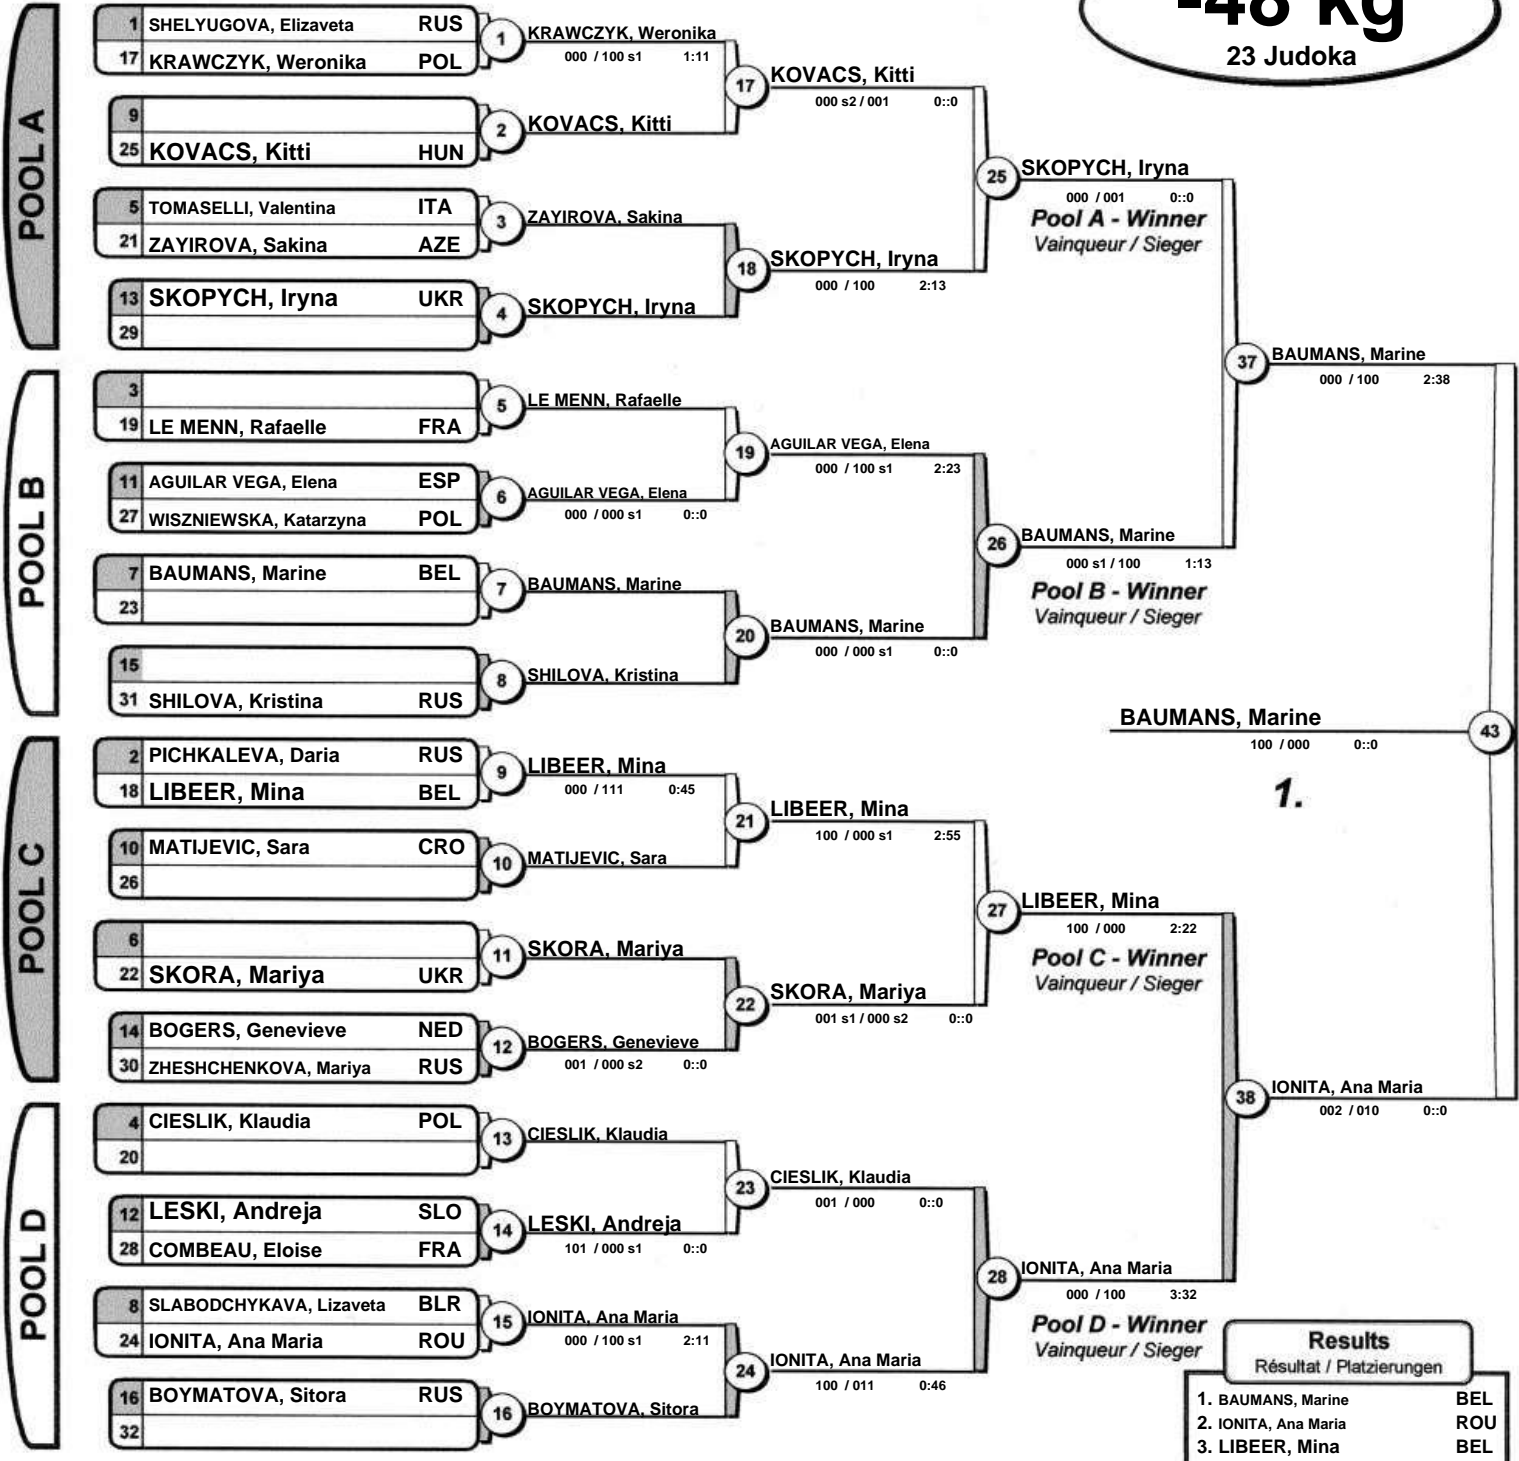 -48 kg
23 Judoka
POOL A
1 SHELYUGOVA, Elizaveta RUS
17 KRAWCZYK, Weronika POL
9
25 KOVACS, Kitti HUN
5 TOMASELLI, Valentina ITA
21 ZAYIROVA, Sakina AZE
13 SKOPYCH, Iryna UKR
29
1 KRAWCZYK, Weronika
000 / 100 s1 1:11
2 KOVACS, Kitti
3 ZAYIROVA, Sakina
4 SKOPYCH, Iryna
17 KOVACS, Kitti
000 s2 / 001 0::0
18 SKOPYCH, Iryna
000 / 100 2:13
25 SKOPYCH, Iryna
000 / 001 0::0
Pool A - Winner
Vainqueur / Sieger
POOL B
3
19 LE MENN, Rafaelle FRA
11 AGUILAR VEGA, Elena ESP
27 WISZNIEWSKA, Katarzyna POL
7 BAUMANS, Marine BEL
23
15
31 SHILOVA, Kristina RUS
5 LE MENN, Rafaelle
6 AGUILAR VEGA, Elena
000 / 000 s1 0::0
7 BAUMANS, Marine
8 SHILOVA, Kristina
19 AGUILAR VEGA, Elena
000 / 100 s1 2:23
20 BAUMANS, Marine
000 / 000 s1 0::0
26 BAUMANS, Marine
000 s1 / 100 1:13
Pool B - Winner
Vainqueur / Sieger
37 BAUMANS, Marine
000 / 100 2:38
BAUMANS, Marine 43
100 / 000 0::0
1.
POOL C
2 PICHKALEVA, Daria RUS
18 LIBEER, Mina BEL
10 MATIJEVIC, Sara CRO
26
6
22 SKORA, Mariya UKR
14 BOGERS, Genevieve NED
30 ZHESHCHENKOVA, Mariya RUS
9 LIBEER, Mina
000 / 111 0:45
10 MATIJEVIC, Sara
11 SKORA, Mariya
12 BOGERS, Genevieve
001 / 000 s2 0::0
21 LIBEER, Mina
100 / 000 s1 2:55
22 SKORA, Mariya
001 s1 / 000 s2 0::0
27 LIBEER, Mina
100 / 000 2:22
Pool C - Winner
Vainqueur / Sieger
38 IONITA, Ana Maria
002 / 010 0::0
POOL D
4 CIESLIK, Klaudia POL
20
12 LESKI, Andreja SLO
28 COMBEAU, Eloise FRA
8 SLABODCHYKAVA, Lizaveta BLR
24 IONITA, Ana Maria ROU
16 BOYMATOVA, Sitora RUS
32
13 CIESLIK, Klaudia
14 LESKI, Andreja
101 / 000 s1 0::0
15 IONITA, Ana Maria
000 / 100 s1 2:11
16 BOYMATOVA, Sitora
23 CIESLIK, Klaudia
001 / 000 0::0
24 IONITA, Ana Maria
100 / 011 0:46
28 IONITA, Ana Maria
000 / 100 3:32
Pool D - Winner
Vainqueur / Sieger
Results
Résultat / Platzierungen
1. BAUMANS, Marine BEL
2. IONITA, Ana Maria ROU
3. LIBEER, Mina BEL